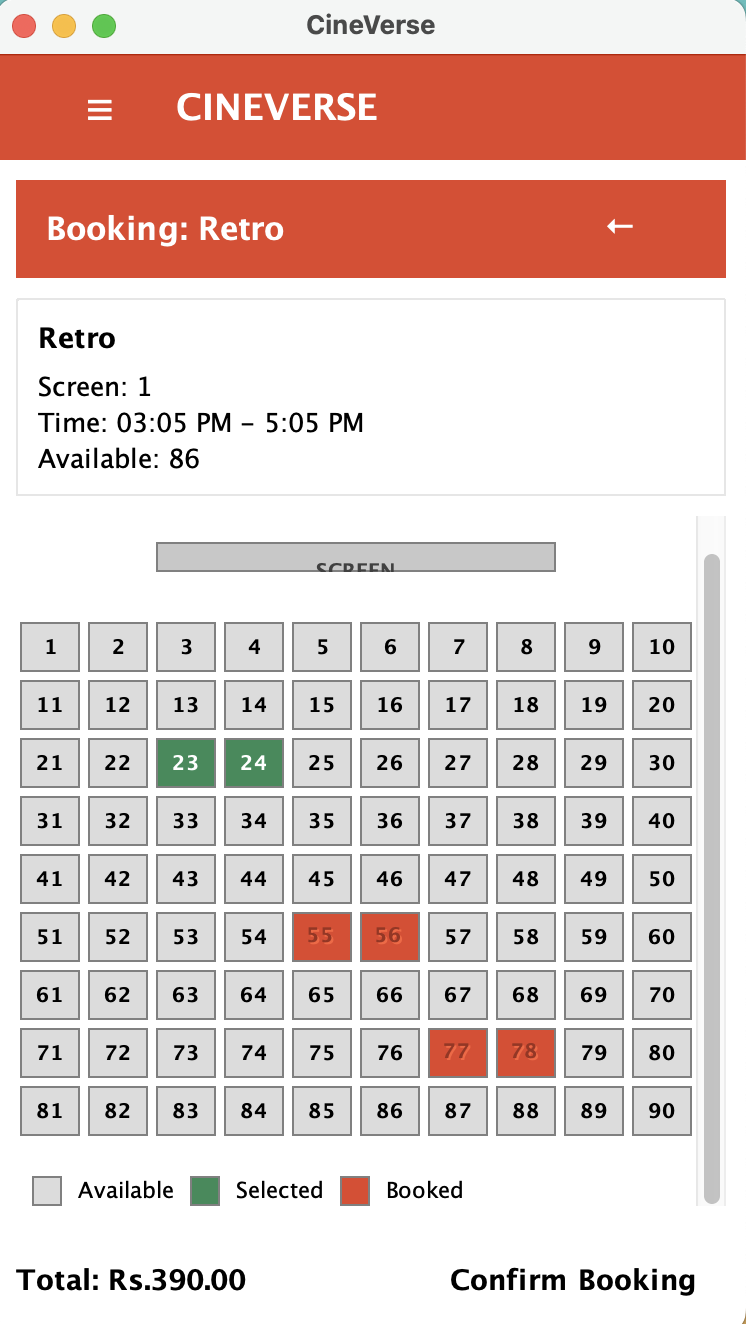 CineVerse
≡ CINEVERSE
Booking: Retro ←
Retro
Screen: 1
Time: 03:05 PM - 5:05 PM
Available: 86
SCREEN
1 2 3 4 5 6 7 8 9 10
11 12 13 14 15 16 17 18 19 20
21 22 23 24 25 26 27 28 29 30
31 32 33 34 35 36 37 38 39 40
41 42 43 44 45 46 47 48 49 50
51 52 53 54 55 56 57 58 59 60
61 62 63 64 65 66 67 68 69 70
71 72 73 74 75 76 77 78 79 80
81 82 83 84 85 86 87 88 89 90
Available Selected Booked
Total: Rs.390.00 Confirm Booking